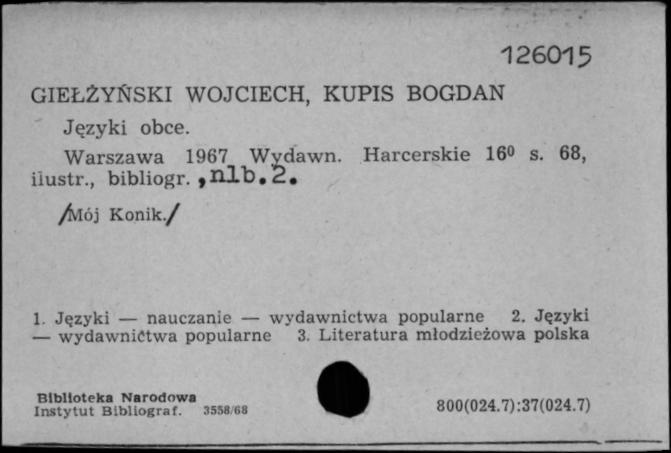 126015
GIEŁŻYŃSKI WOJCIECH, KUPIS BOGDAN
Języki obce.
Warszawa 1967 Wydawn. Harcerskie 16⁰ s. 68,
ilustr., bibliogr. ,nlb.2.
/Mój Konik./
1. Języki — nauczanie — wydawnictwa popularne 2. Języki
— wydawnictwa popularne 3. Literatura młodzieżowa polska
Biblioteka Narodowa
Instytut Bibliograf. 3558/68
800(024.7):37(024.7)